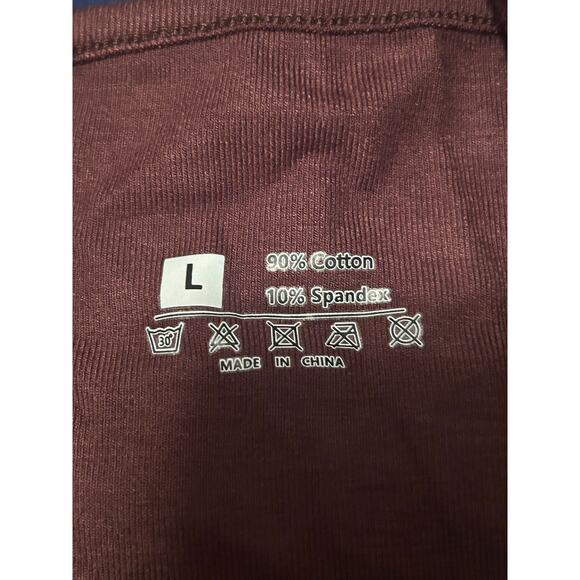 L
90% Cotton
10% Spandex
30°
MADE IN CHINA